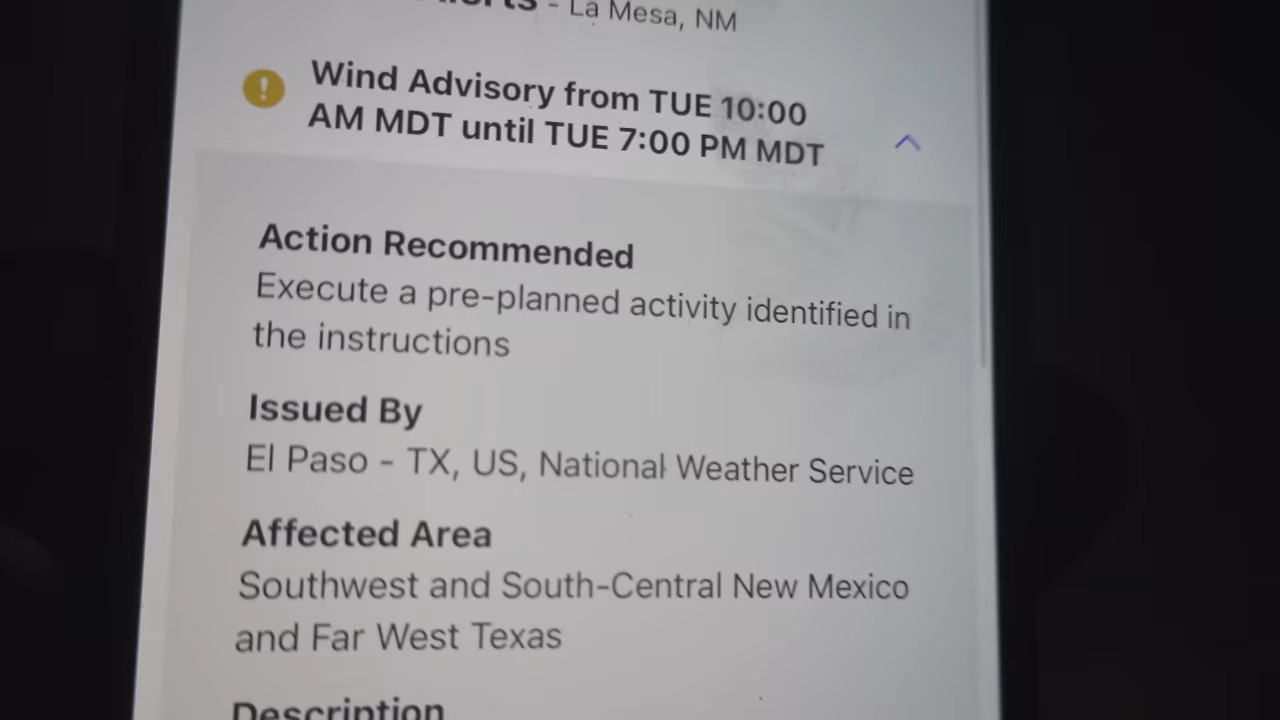 - La Mesa, NM
Wind Advisory from TUE 10:00
AM MDT until TUE 7:00 PM MDT
Action Recommended
Execute a pre-planned activity identified in
the instructions
Issued By
El Paso - TX, US, National Weather Service
Affected Area
Southwest and South-Central New Mexico
and Far West Texas
Description